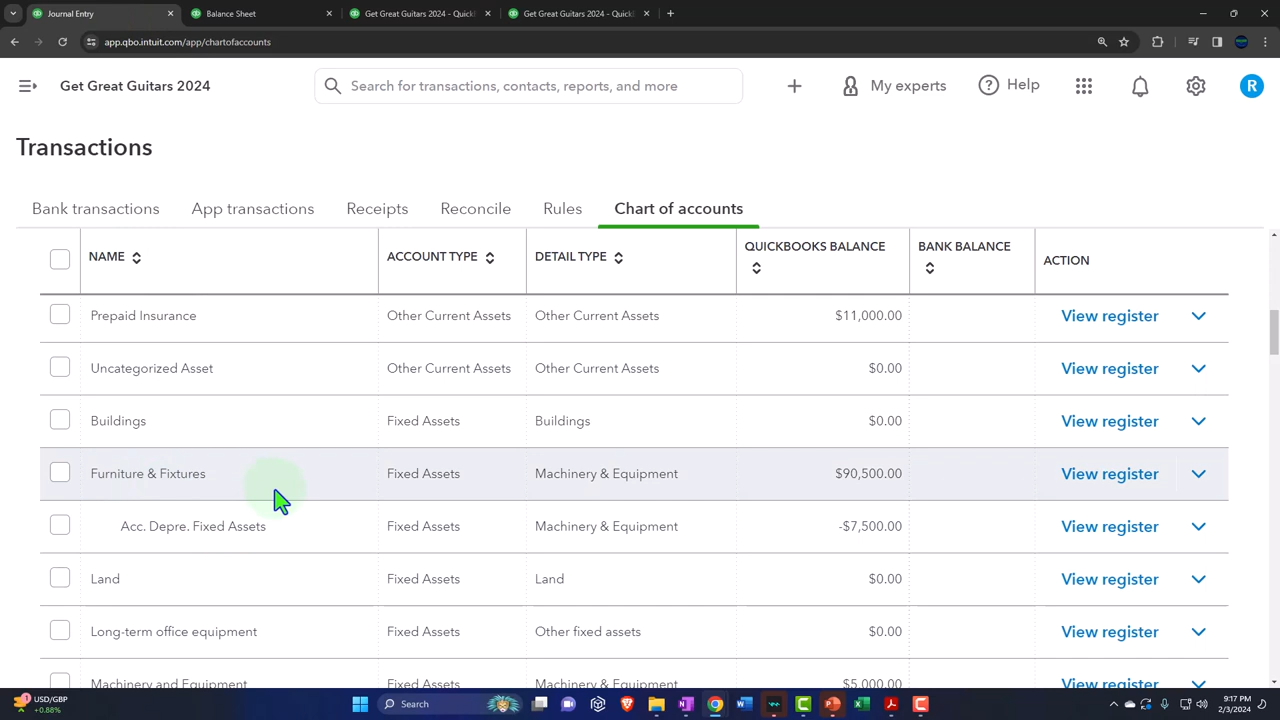 Journal Entry
Balance Sheet
Get Great Guitars 2024 - QuickB
Get Great Guitars 2024 - QuickB
app.qbo.intuit.com/app/chartofaccounts
Get Great Guitars 2024
Search for transactions, contacts, reports, and more
My experts
Help
R
Transactions
Bank transactions App transactions Receipts Reconcile Rules Chart of accounts
NAME ACCOUNT TYPE DETAIL TYPE QUICKBOOKS BALANCE BANK BALANCE ACTION
Prepaid Insurance Other Current Assets Other Current Assets $11,000.00 View register
Uncategorized Asset Other Current Assets Other Current Assets $0.00 View register
Buildings Fixed Assets Buildings $0.00 View register
Furniture & Fixtures Fixed Assets Machinery & Equipment $90,500.00 View register
Acc. Depre. Fixed Assets Fixed Assets Machinery & Equipment -$7,500.00 View register
Land Fixed Assets Land $0.00 View register
Long-term office equipment Fixed Assets Other fixed assets $0.00 View register
Machinery and Equipment Fixed Assets Machinery & Equipment $5,000.00 View register
USD/GBP
+0.88%
Search
9:17 PM
2/3/2024